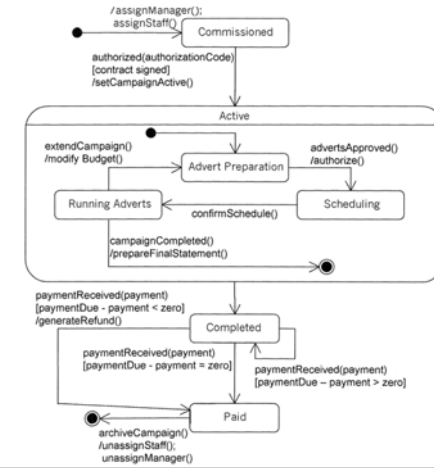 /assignManager();
assignStaff()
Commissioned
authorized(authorizationCode)
[contract signed]
/setCampaignActive()
Active
extendCampaign()
/modify Budget()
advertsApproved()
/authorize()
Advert Preparation
Running Adverts
Scheduling
confirmSchedule()
campaignCompleted()
/prepareFinalStatement()
paymentReceived(payment)
[paymentDue - payment < zero]
/generateRefund()
Completed
paymentReceived(payment)
[paymentDue - payment = zero]
paymentReceived(payment)
[paymentDue – payment > zero]
Paid
archiveCampaign()
/unassignStaff();
unassignManager()